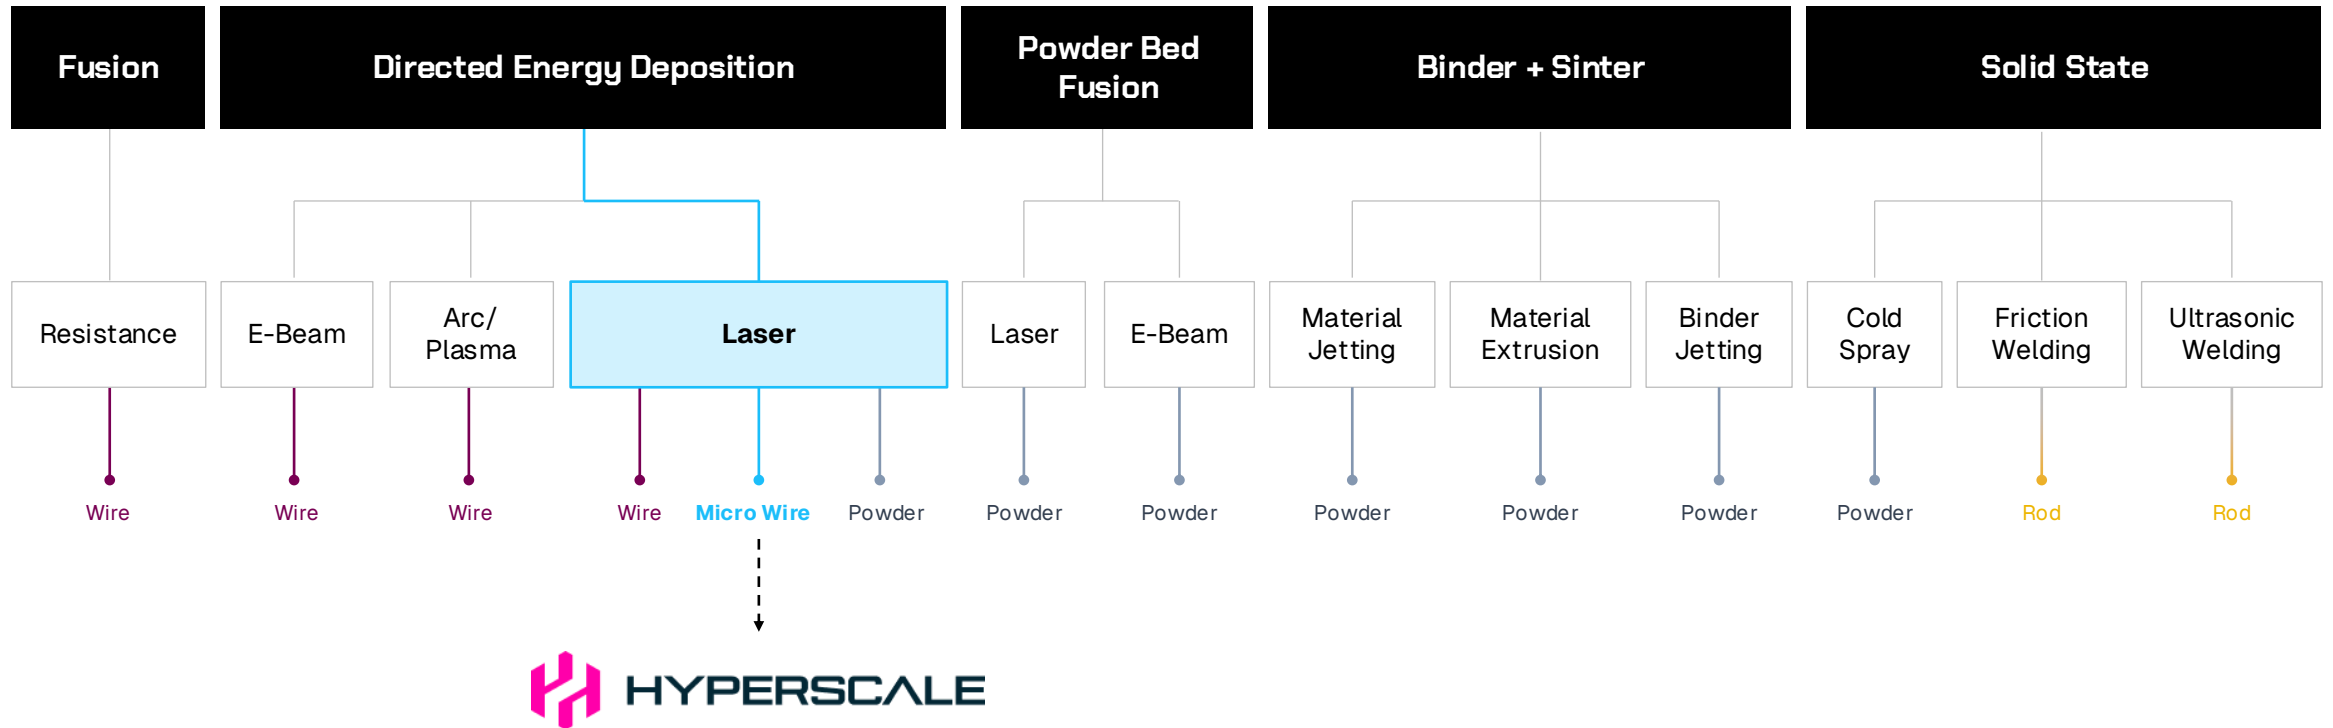 Fusion
Directed Energy Deposition
Powder Bed
Fusion
Binder + Sinter
Solid State
Resistance
E-Beam
Arc/
Plasma
Laser
Laser
E-Beam
Material
Jetting
Material
Extrusion
Binder
Jetting
Cold
Spray
Friction
Welding
Ultrasonic
Welding
Wire
Wire
Wire
Wire
Micro Wire
Powder
Powder
Powder
Powder
Powder
Powder
Powder
Rod
Rod
HYPERSCALE